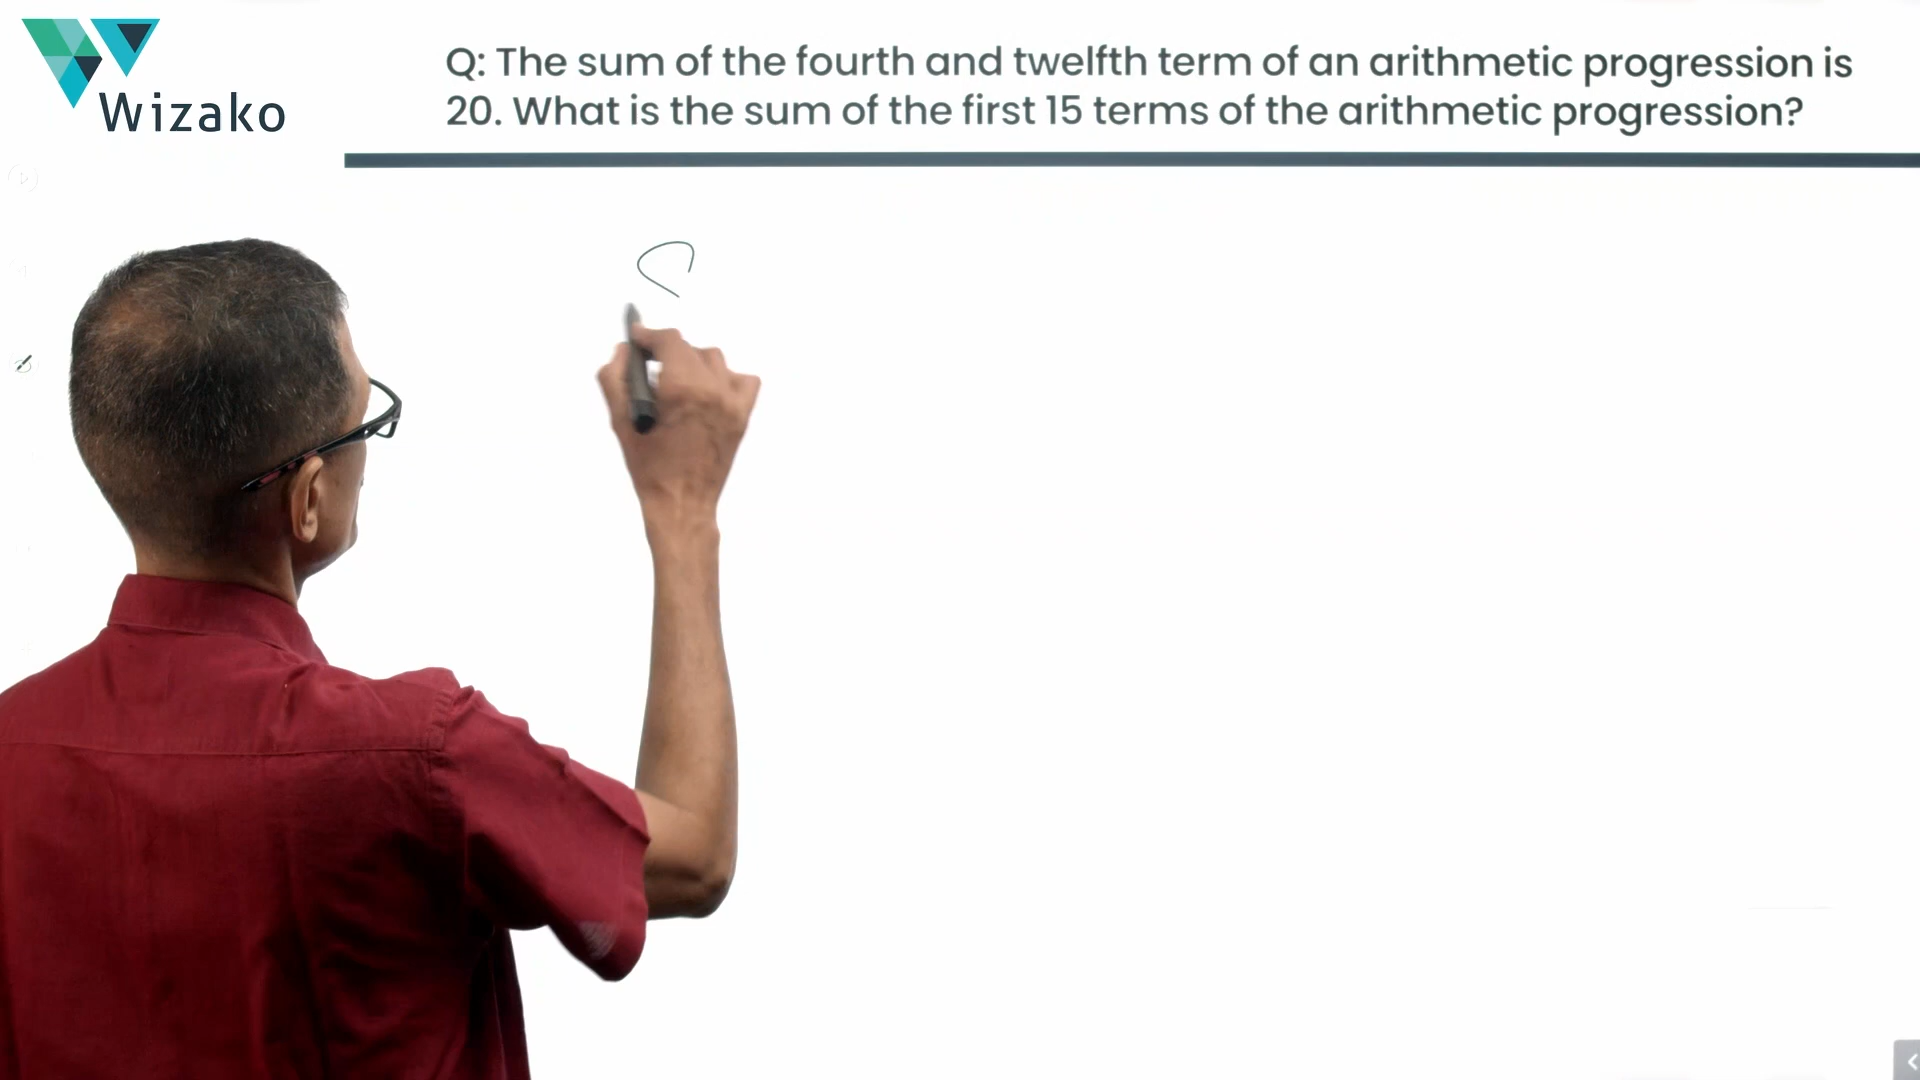 Wizako
Q: The sum of the fourth and twelfth term of an arithmetic progression is
20. What is the sum of the first 15 terms of the arithmetic progression?